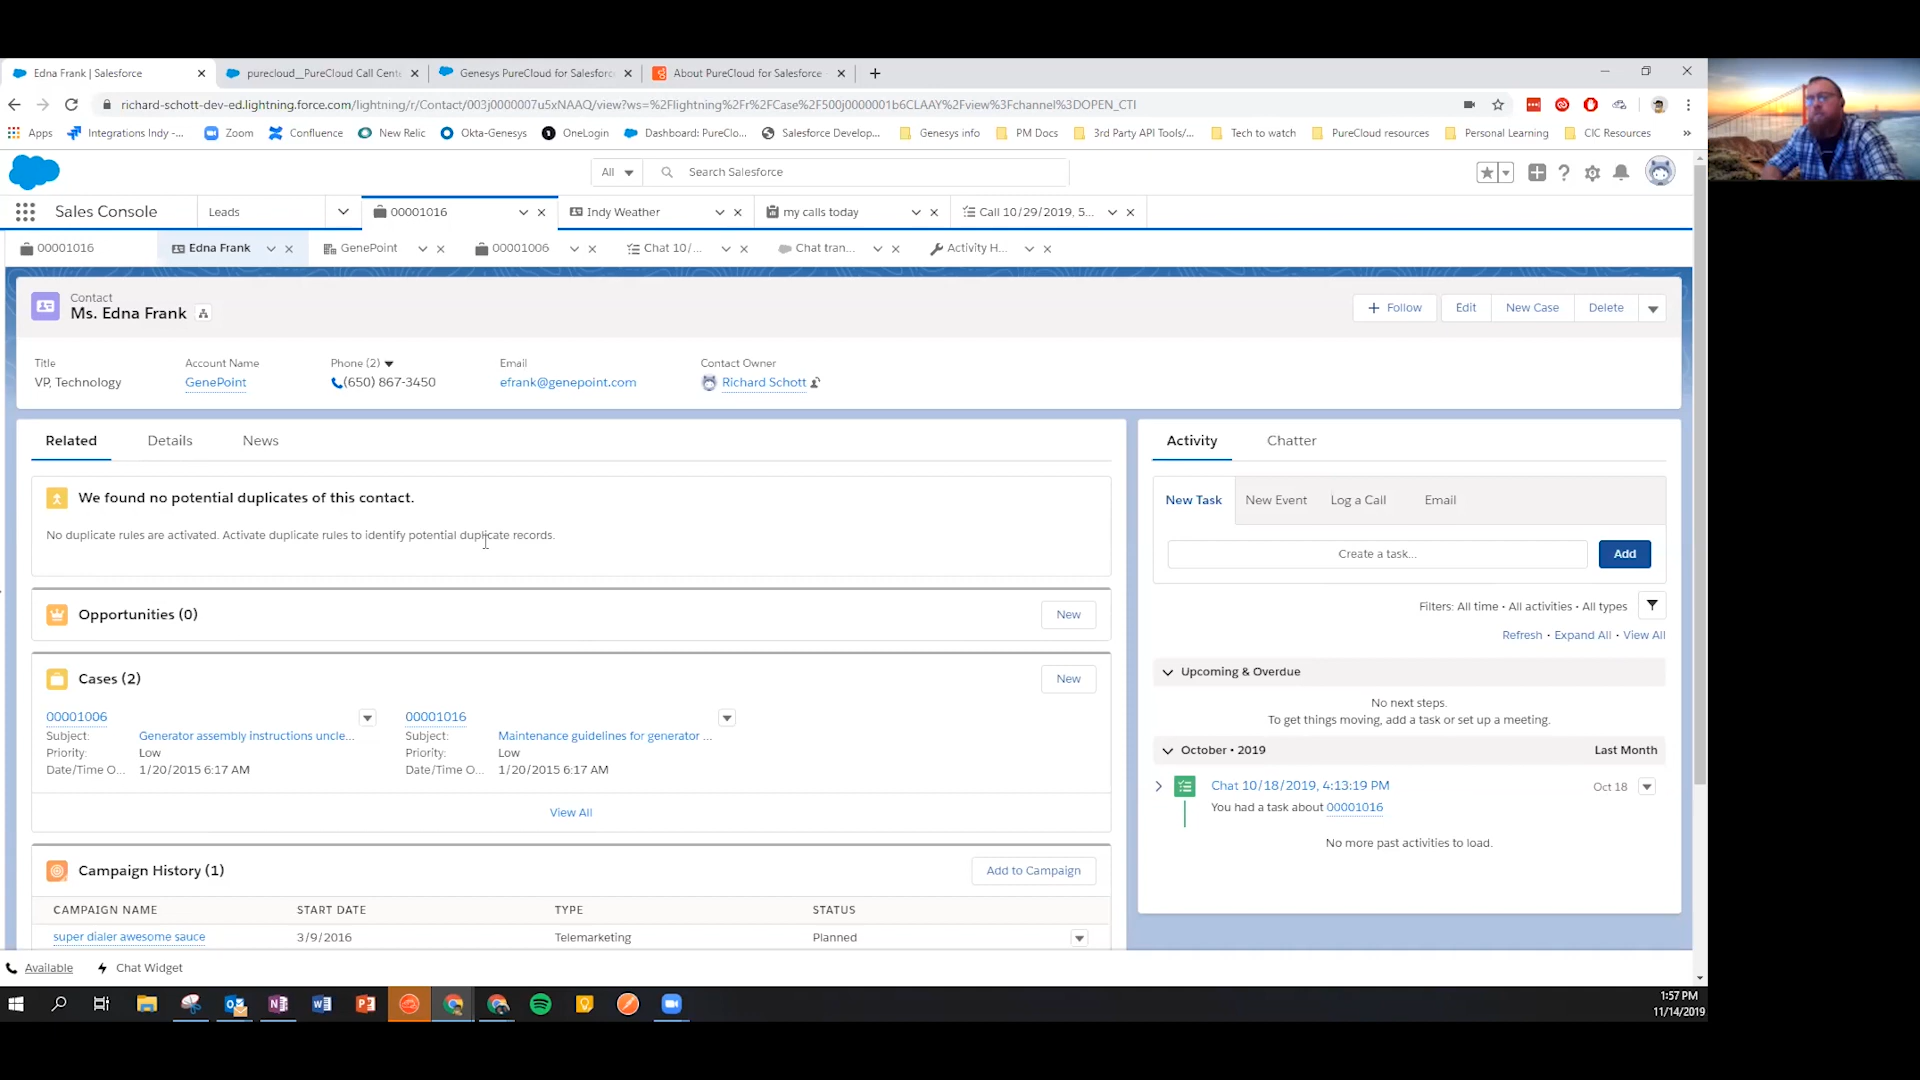 Edna Frank | Salesforce
purecloud__PureCloud Call Cente
Genesys PureCloud for Salesforc
About PureCloud for Salesforce
richard-schott-dev-ed.lightning.force.com/lightning/r/Contact/003j0000007u5xNAAQ/view?ws=%2Flightning%2Fr%2FCase%2F500j0000001b6CLAAY%2Fview%3Fchannel%3DOPEN_CTI
Apps
Integrations Indy -...
Zoom
Confluence
New Relic
Okta-Genesys
OneLogin
Dashboard: PureClo...
Salesforce Develop...
Genesys info
PM Docs
3rd Party API Tools/...
Tech to watch
PureCloud resources
Personal Learning
CIC Resources
»
All
Search Salesforce
Sales Console
Leads
00001016
Indy Weather
my calls today
Call 10/29/2019, 5...
00001016
Edna Frank
GenePoint
00001006
Chat 10/...
Chat tran...
Activity H...
Contact
Ms. Edna Frank
+ Follow
Edit
New Case
Delete
Title
Account Name
Phone (2)
Email
Contact Owner
VP, Technology
GenePoint
(650) 867-3450
efrank@genepoint.com
Richard Schott
Related
Details
News
We found no potential duplicates of this contact.
No duplicate rules are activated. Activate duplicate rules to identify potential duplicate records.
Opportunities (0)
New
Cases (2)
New
00001006
Subject: Generator assembly instructions uncle...
Priority: Low
Date/Time O... 1/20/2015 6:17 AM
00001016
Subject: Maintenance guidelines for generator ...
Priority: Low
Date/Time O... 1/20/2015 6:17 AM
View All
Campaign History (1)
Add to Campaign
CAMPAIGN NAME
START DATE
TYPE
STATUS
super dialer awesome sauce
3/9/2016
Telemarketing
Planned
Activity
Chatter
New Task
New Event
Log a Call
Email
Create a task...
Add
Filters: All time • All activities • All types
Refresh • Expand All • View All
Upcoming & Overdue
No next steps.
To get things moving, add a task or set up a meeting.
October • 2019
Last Month
Chat 10/18/2019, 4:13:19 PM
Oct 18
You had a task about 00001016
No more past activities to load.
Available
Chat Widget
1:57 PM
11/14/2019